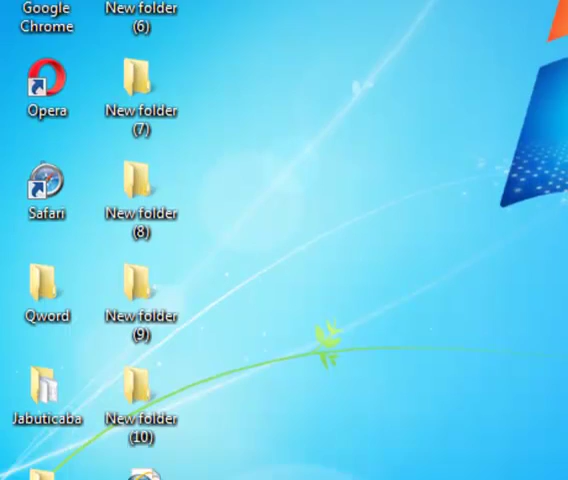 Google
Chrome
New folder
(6)
Opera
New folder
(7)
Safari
New folder
(8)
Qword
New folder
(9)
Jabuticaba
New folder
(10)